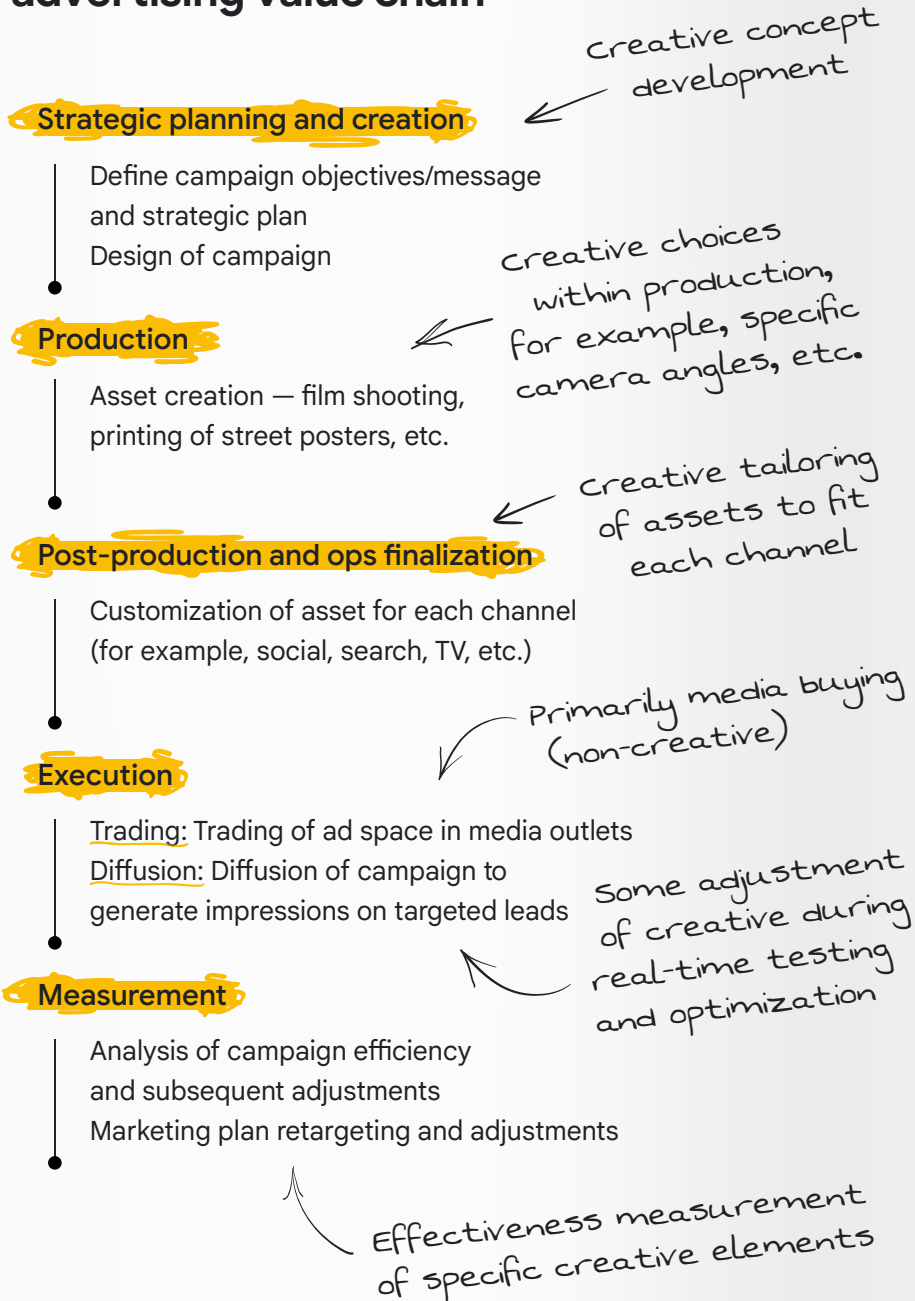 advertising value chain
Creative concept
development
Strategic planning and creation
Define campaign objectives/message
and strategic plan
Design of campaign
Creative choices
within production,
for example, specific
camera angles, etc.
Production
Asset creation — film shooting,
printing of street posters, etc.
Creative tailoring
of assets to fit
each channel
Post-production and ops finalization
Customization of asset for each channel
(for example, social, search, TV, etc.)
Primarily media buying
(non-creative)
Execution
Trading: Trading of ad space in media outlets
Diffusion: Diffusion of campaign to
generate impressions on targeted leads
Some adjustment
of creative during
real-time testing
and optimization
Measurement
Analysis of campaign efficiency
and subsequent adjustments
Marketing plan retargeting and adjustments
Effectiveness measurement
of specific creative elements